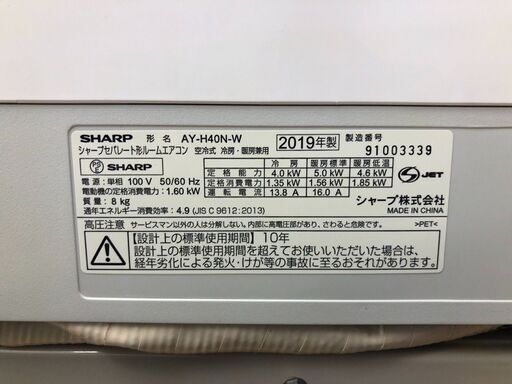 SHARP 形名 AY-H40N-W 2019年製 製造番号
シャープセパレート形ルームエアコン 空冷式 冷房・暖房兼用 91003339
PS E SHARP
冷房 暖房標準 暖房低温
定格能力 4.0 kW 5.0 kW 4.6 kW
定格消費電力 1.35 kW 1.56 kW 1.85 kW
運転電流 13.8 A 16.0 A
S JET
電源:単相 100 V 50/60 Hz
電動機の定格消費電力:1.60 kW
質量:8 kg
通年エネルギー消費効率:4.9 (JIS C 9612:2013)
シャープ株式会社
MADE IN CHINA
高圧注意 サービスマン以外の人は分解しない。内部に高電圧部があり、さわると危険です。 >PET<
【設計上の標準使用期間】10年
設計上の標準使用期間を超えてお使いいただいた場合は、
経年劣化による発火・けが等の事故に至るおそれがあります。